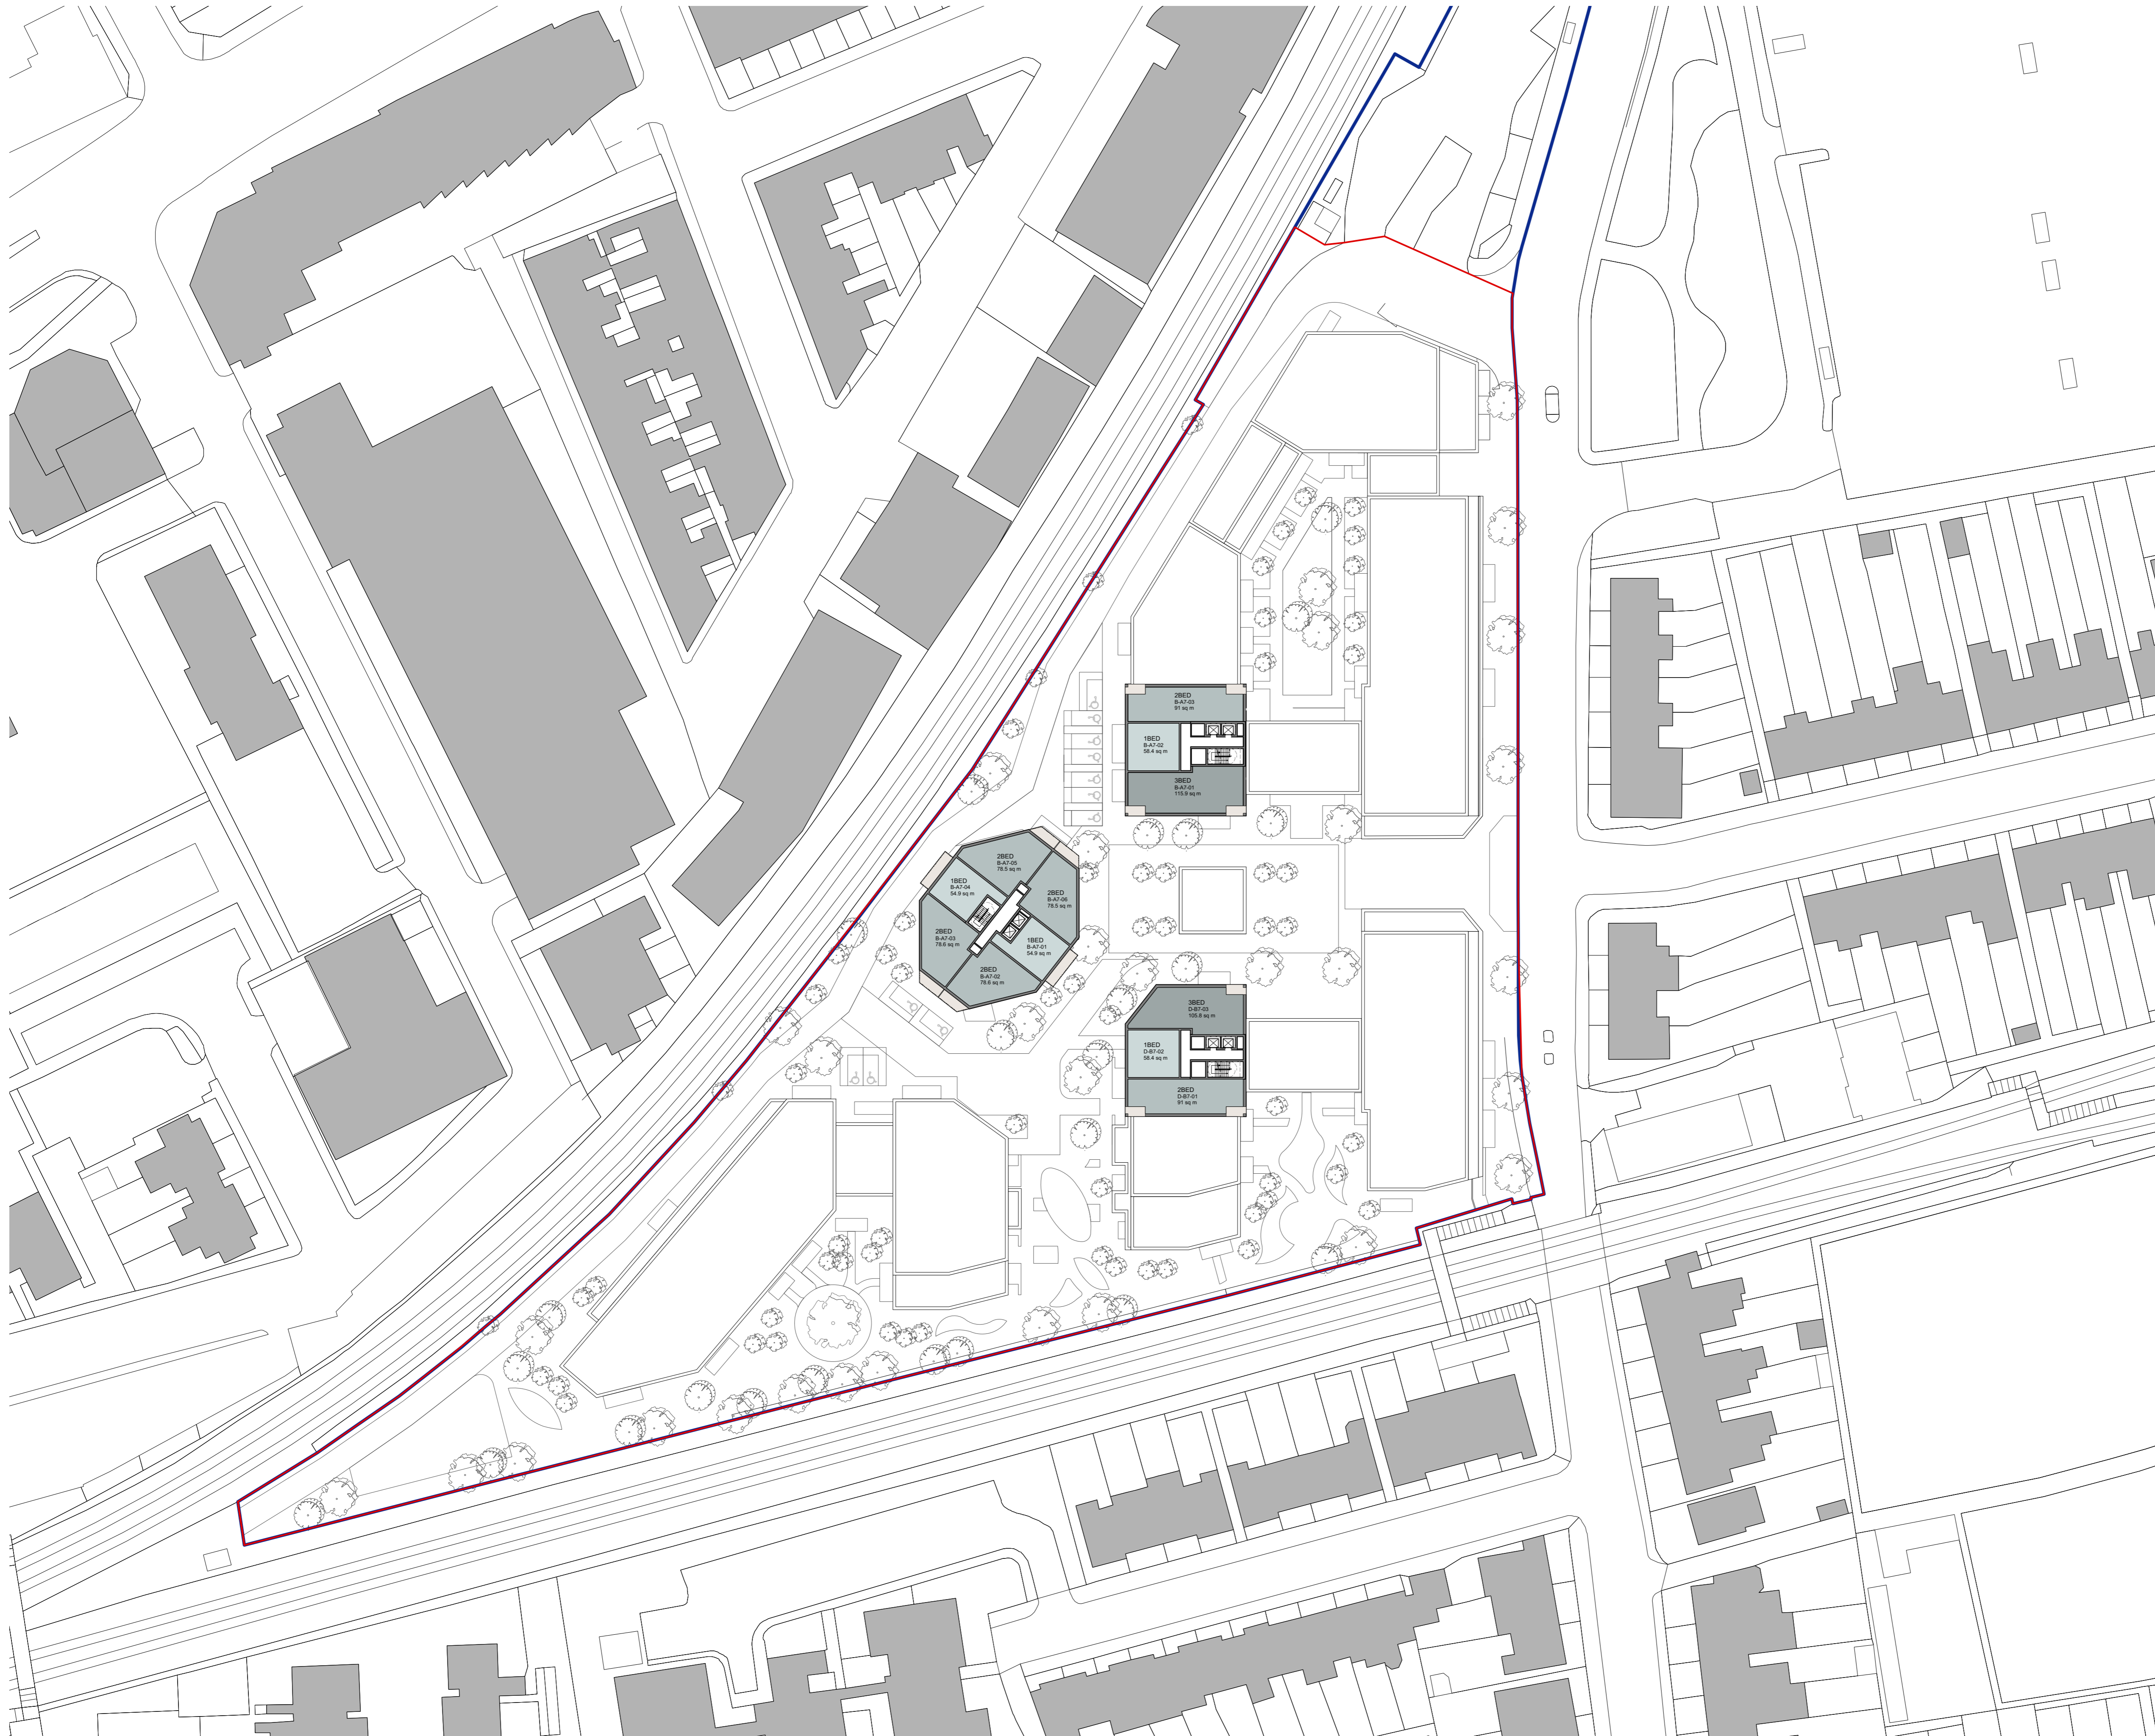 2BED
B-A7-03
91 sq m
1BED
B-A7-02
58.4 sq m
3BED
B-A7-01
115.9 sq m
2BED
B-A7-05
78.5 sq m
1BED
B-A7-04
54.9 sq m
2BED
B-A7-06
78.5 sq m
2BED
B-A7-03
78.6 sq m
1BED
B-A7-01
54.9 sq m
2BED
B-A7-02
78.6 sq m
3BED
D-B7-03
105.8 sq m
1BED
D-B7-02
58.4 sq m
2BED
D-B7-01
91 sq m